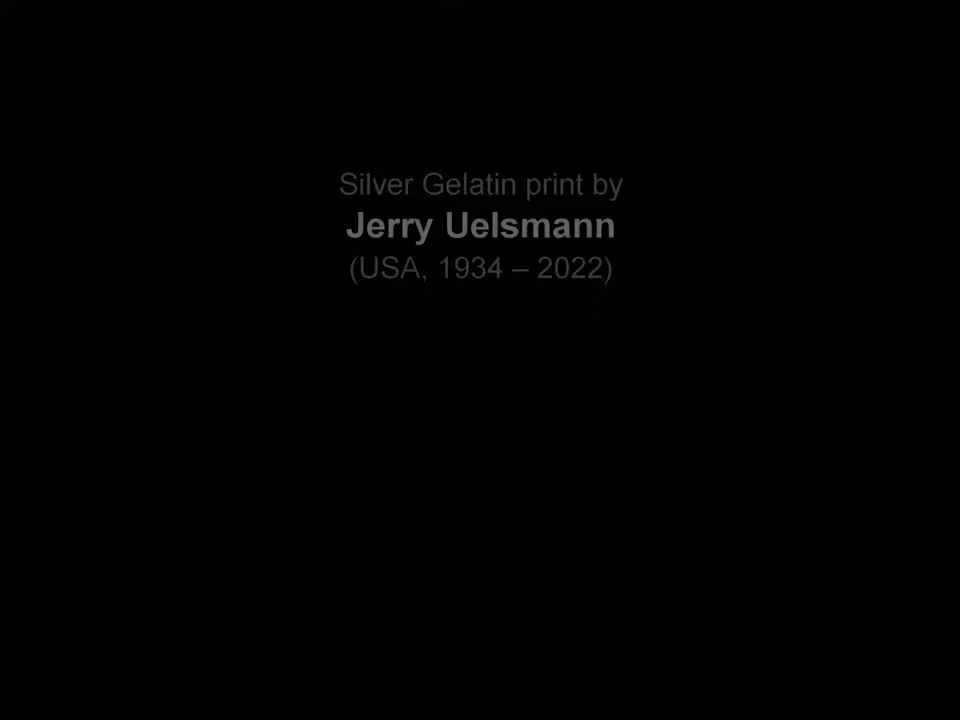 Silver Gelatin print by
Jerry Uelsmann
(USA, 1934 – 2022)